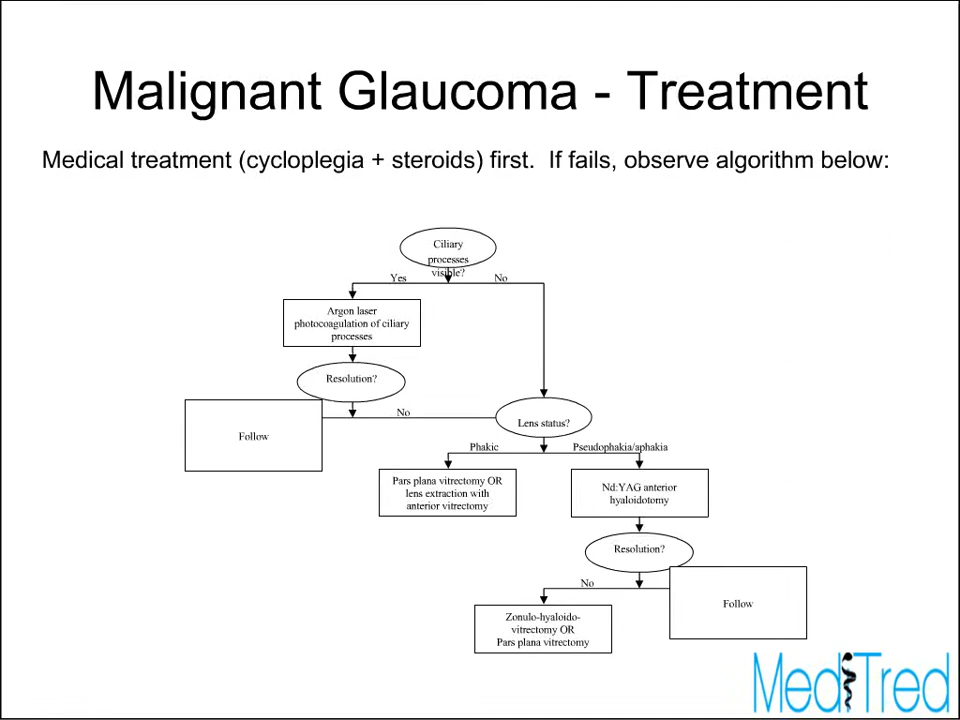 Malignant Glaucoma - Treatment
Medical treatment (cycloplegia + steroids) first.  If fails, observe algorithm below:
Ciliary
processes
visible?
Yes
No
Argon laser
photocoagulation of ciliary
processes
Resolution?
No
Follow
Lens status?
Phakic
Pseudophakia/aphakia
Pars plana vitrectomy OR
lens extraction with
anterior vitrectomy
Nd:YAG anterior
hyaloidotomy
Resolution?
No
Follow
Zonulo-hyaloido-
vitrectomy OR
Pars plana vitrectomy
MediTred